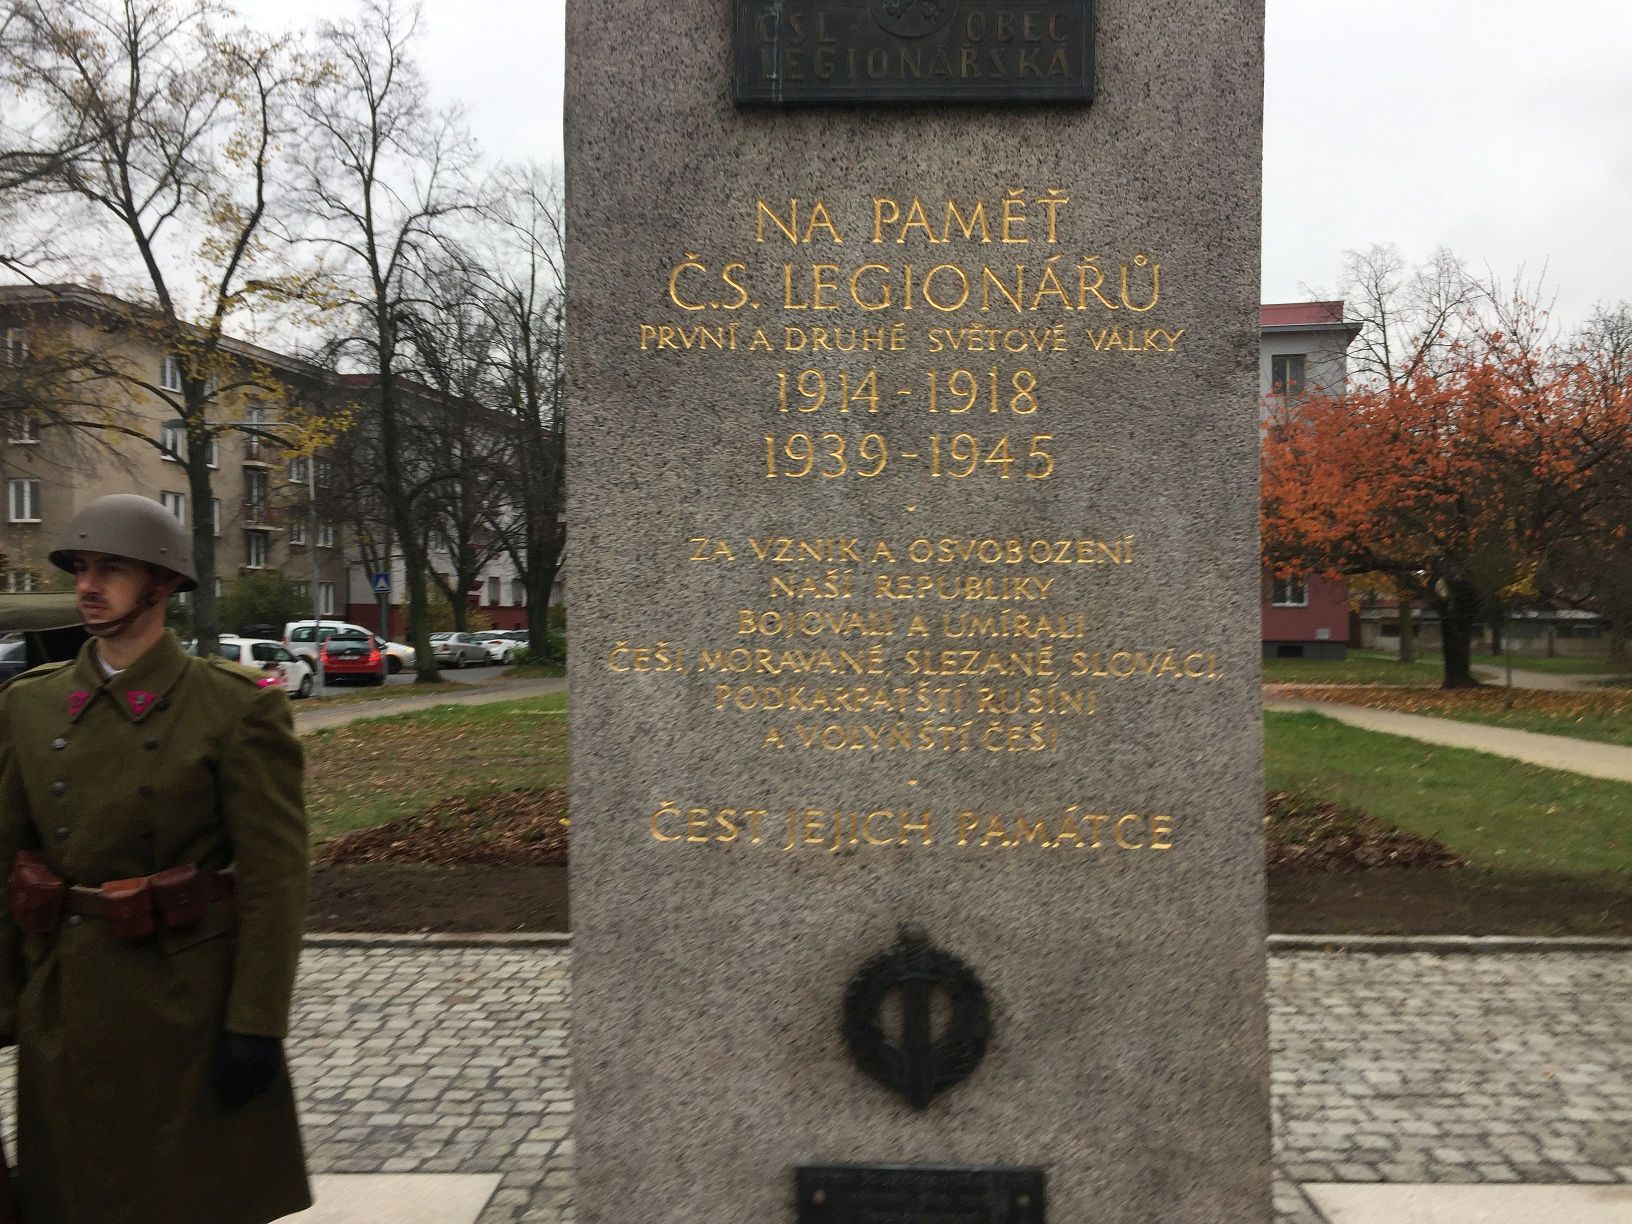 ČSL · OBEC
LEGIONÁŘSKÁ
NA PAMĚŤ
Č.S. LEGIONÁŘŮ
PRVNÍ A DRUHÉ SVĚTOVÉ VÁLKY
1914 - 1918
1939 - 1945
ZA VZNIK A OSVOBOZENÍ
NAŠÍ REPUBLIKY
BOJOVALI A UMÍRALI
ČEŠI, MORAVANÉ, SLEZANÉ, SLOVÁCI,
PODKARPATŠTÍ RUSÍNI
A VOLYŇŠTÍ ČEŠI
ČEST JEJICH PAMÁTCE